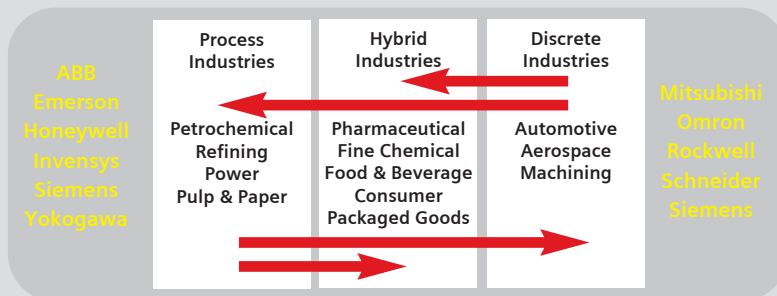 ABB
Emerson
Honeywell
Invensys
Siemens
Yokogawa
Process
Industries
Petrochemical
Refining
Power
Pulp & Paper
Hybrid
Industries
Pharmaceutical
Fine Chemical
Food & Beverage
Consumer
Packaged Goods
Discrete
Industries
Automotive
Aerospace
Machining
Mitsubishi
Omron
Rockwell
Schneider
Siemens